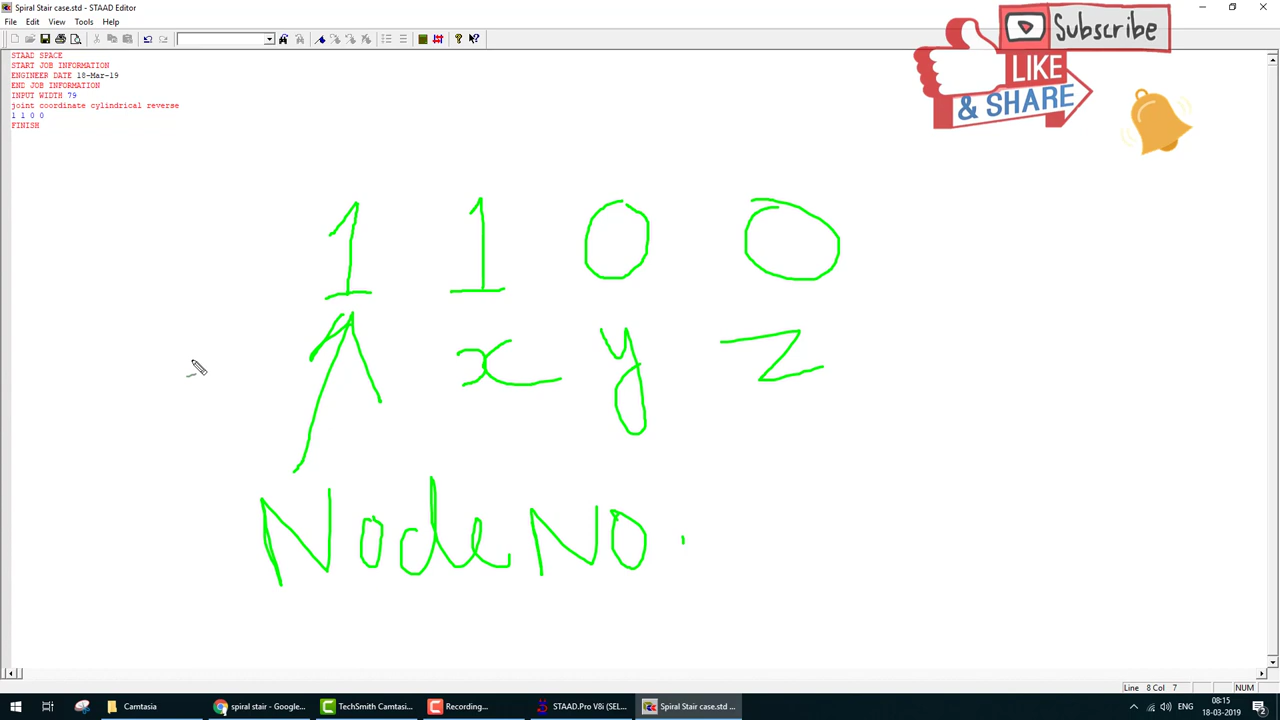 Spiral Stair case.std - STAAD Editor
File Edit View Tools Help
STAAD SPACE
START JOB INFORMATION
ENGINEER DATE 18-Mar-19
END JOB INFORMATION
INPUT WIDTH 79
joint coordinate cylindrical reverse
1 1 0 0
FINISH
Subscribe
LIKE
& SHARE
1 1 0 0
x y z
Node No.
Line 8 Col 7 NUM
Camtasia
spiral stair - Google...
TechSmith Camtasi...
Recording...
STAAD.Pro V8i (SEL...
Spiral Stair case.std ...
ENG
08:15
18-03-2019